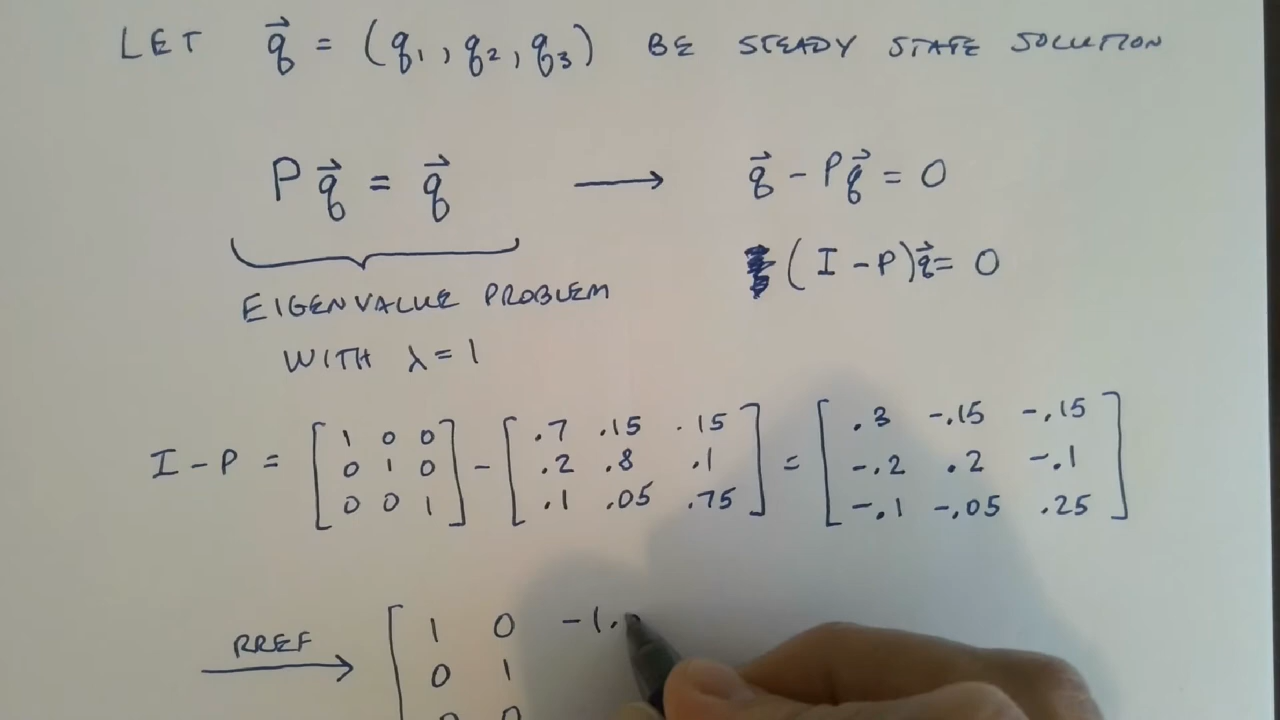 LET q⃗ = (q1, q2, q3) BE STEADY STATE SOLUTION
Pq⃗ = q⃗ → q⃗ - Pq⃗ = 0
(I - P)q⃗ = 0
EIGENVALUE PROBLEM
WITH λ = 1
I - P = [1 0 0] - [.7 .15 .15] = [.3 -.15 -.15]
[0 1 0] [.2 .8 .1] [-.2 .2 -.1]
[0 0 1] [.1 .05 .75] [-.1 -.05 .25]
RREF → [1 0 -1.
0 1
0 0